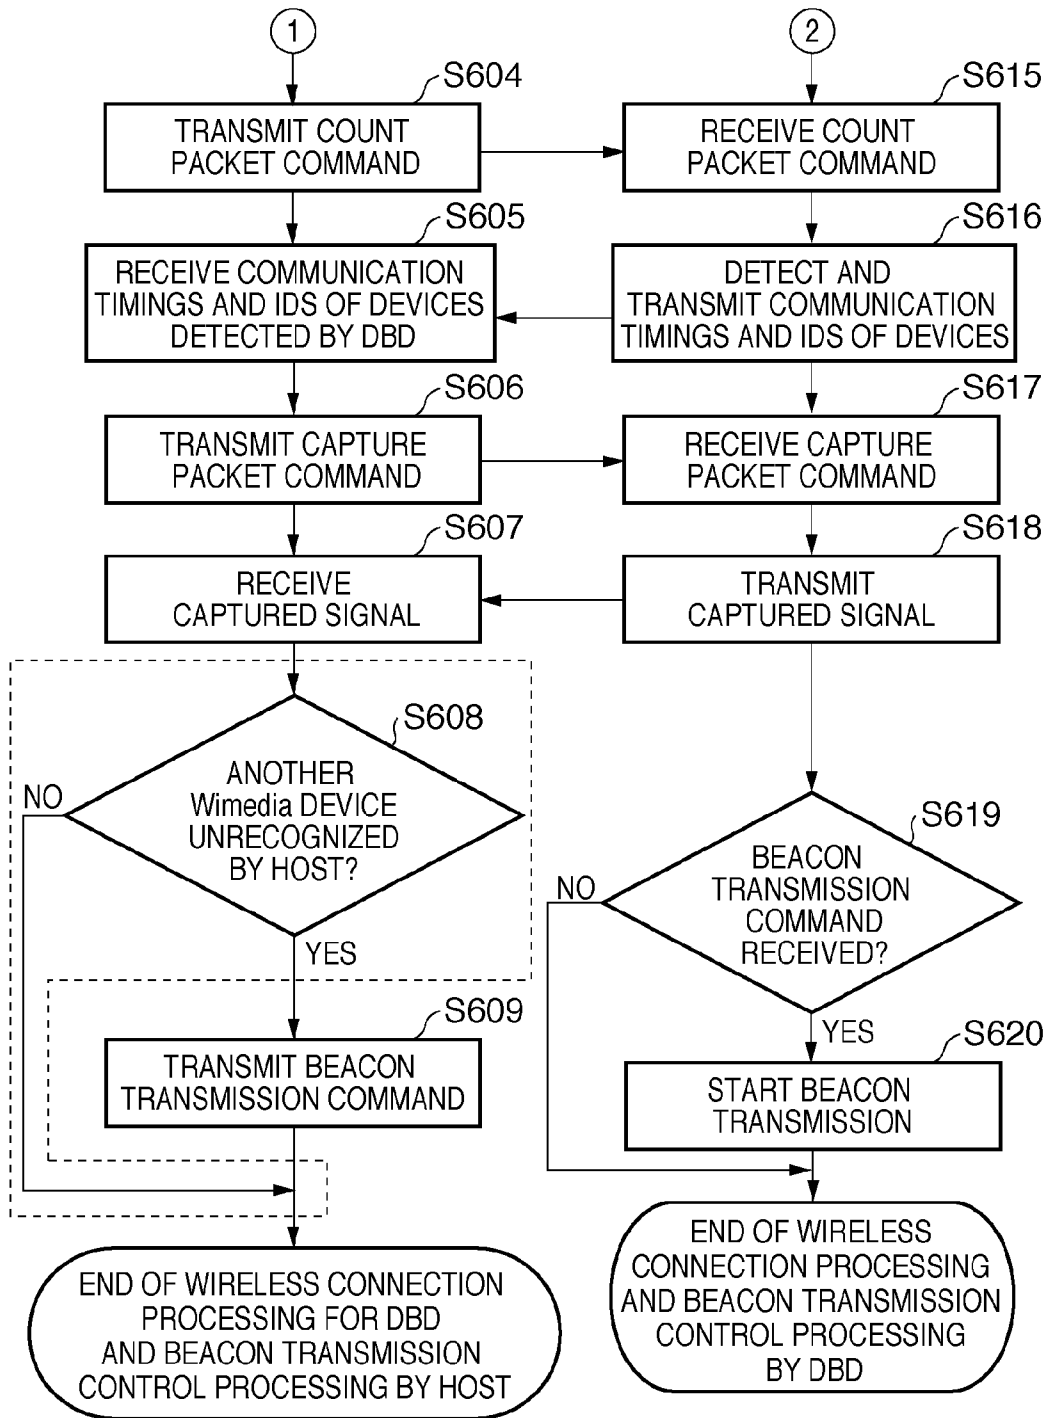 1
2
S604
S615
TRANSMIT COUNT
PACKET COMMAND
RECEIVE COUNT
PACKET COMMAND
S605
S616
RECEIVE COMMUNICATION
TIMINGS AND IDS OF DEVICES
DETECTED BY DBD
DETECT AND
TRANSMIT COMMUNICATION
TIMINGS AND IDS OF DEVICES
S606
S617
TRANSMIT CAPTURE
PACKET COMMAND
RECEIVE CAPTURE
PACKET COMMAND
S607
S618
RECEIVE
CAPTURED SIGNAL
TRANSMIT
CAPTURED SIGNAL
S608
ANOTHER
Wimedia DEVICE
UNRECOGNIZED
BY HOST?
NO
YES
S619
BEACON
TRANSMISSION
COMMAND
RECEIVED?
NO
YES
S609
TRANSMIT BEACON
TRANSMISSION COMMAND
S620
START BEACON
TRANSMISSION
END OF WIRELESS CONNECTION
PROCESSING FOR DBD
AND BEACON TRANSMISSION
CONTROL PROCESSING BY HOST
END OF WIRELESS
CONNECTION PROCESSING
AND BEACON TRANSMISSION
CONTROL PROCESSING
BY DBD